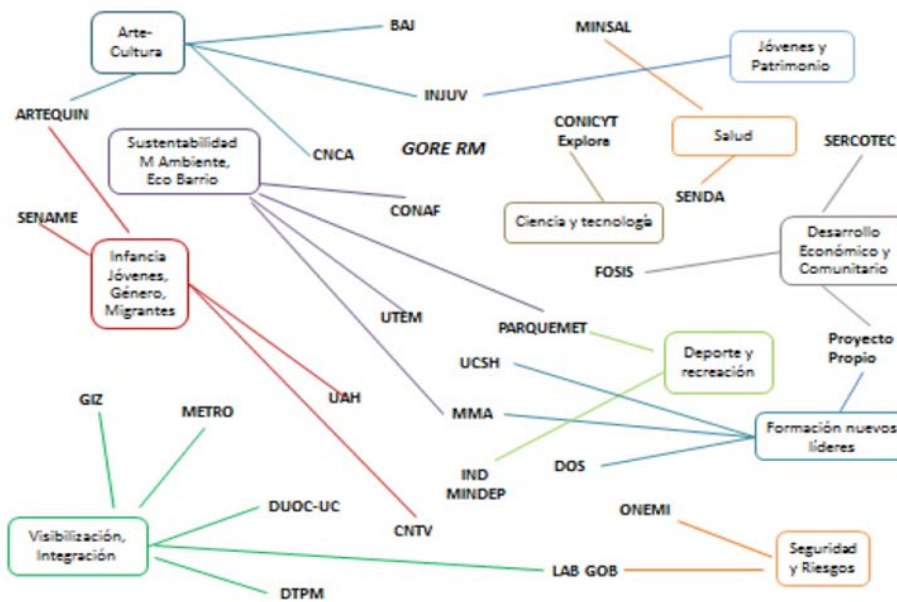 BAJ
MINSAL
Arte-
Cultura
Jóvenes y
Patrimonio
INJUV
ARTEQUIN
CONICYT
Explora
Salud
SERCOTEC
Sustentabilidad
M Ambiente,
Eco Barrio
CNCA
GORE RM
SENDA
CONAF
SENAME
Ciencia y tecnología
Desarrollo
Económico y
Comunitario
Infancia
Jóvenes,
Género,
Migrantes
FOSIS
UTEM
PARQUEMET
Proyecto
Propio
UCSH
Deporte y
recreación
GIZ
METRO
UAH
MMA
Formación nuevos
líderes
IND
MINDEP
DOS
DUOC-UC
ONEMI
CNTV
Visibilización,
Integración
Seguridad
y Riesgos
LAB GOB
DTPM